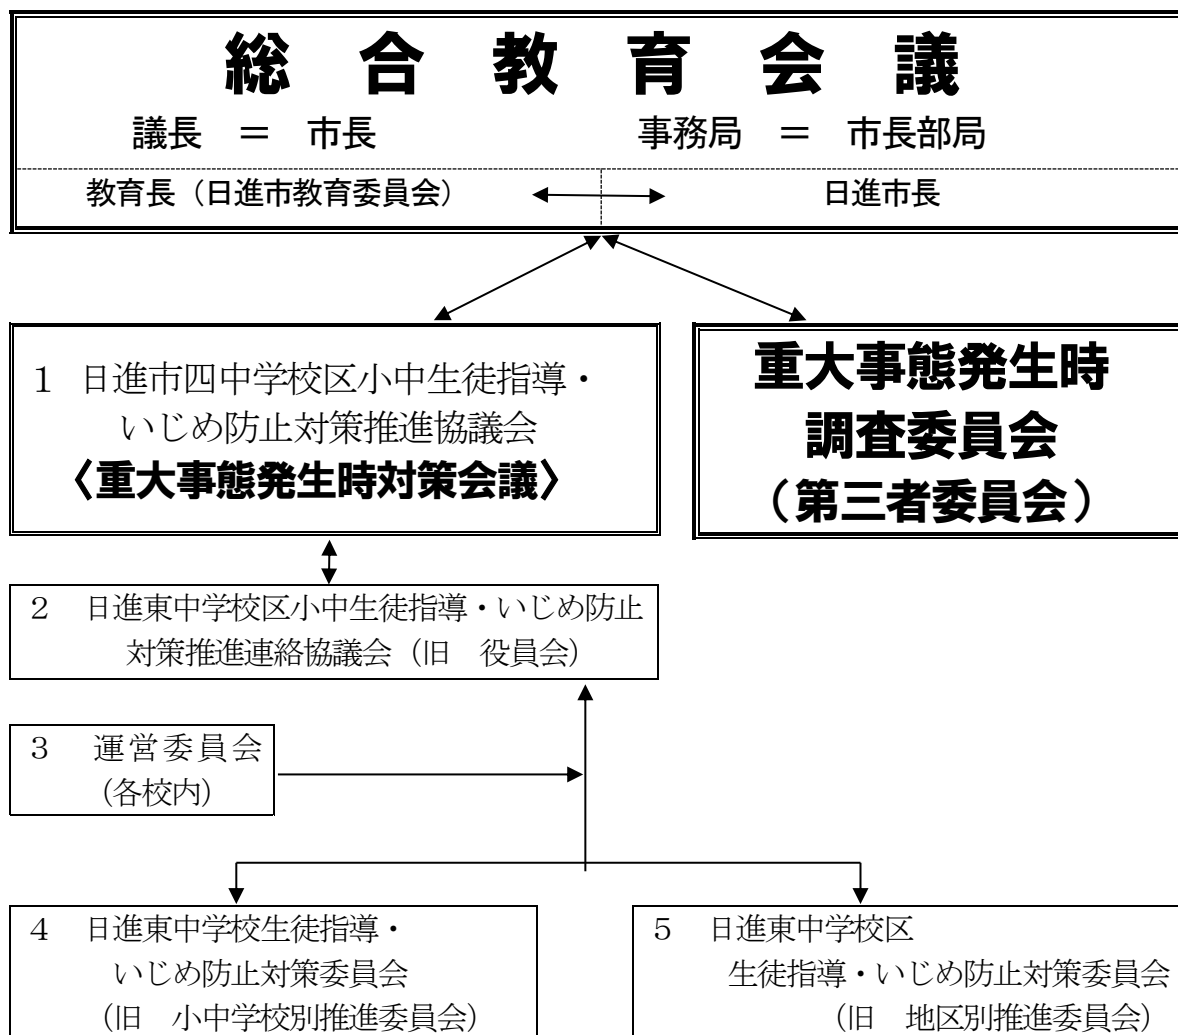 総合教育会議
議長 ＝ 市長　事務局 ＝ 市長部局
教育長（日進市教育委員会）　日進市長
１ 日進市四中学校区小中生徒指導・
いじめ防止対策推進協議会
〈重大事態発生時対策会議〉
重大事態発生時
調査委員会
（第三者委員会）
２　日進東中学校区小中生徒指導・いじめ防止
対策推進連絡協議会（旧　役員会）
３　運営委員会
（各校内）
４　日進東中学校生徒指導・
いじめ防止対策委員会
（旧　小中学校別推進委員会）
５　日進東中学校区
生徒指導・いじめ防止対策委員会
（旧　地区別推進委員会）